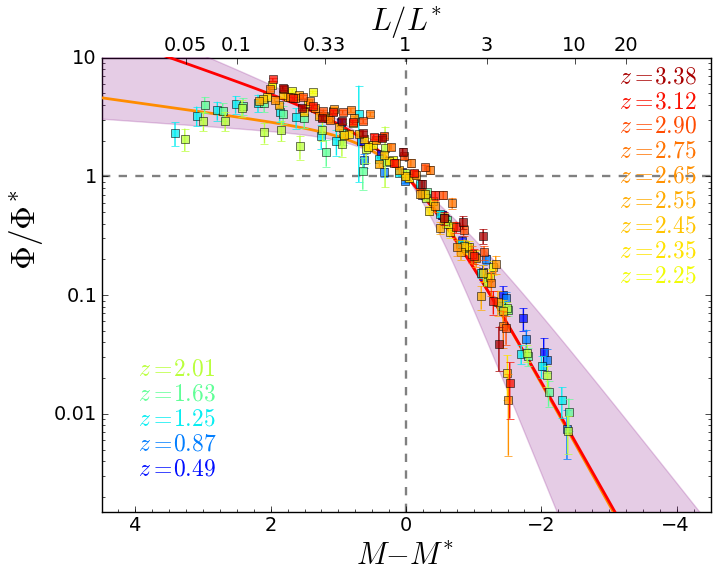 L/L*
0.05 0.1 0.33 1 3 10 20
10
1
0.1
0.01
Φ/Φ*
z=3.38
z=3.12
z=2.90
z=2.75
z=2.65
z=2.55
z=2.45
z=2.35
z=2.25
z=2.01
z=1.63
z=1.25
z=0.87
z=0.49
4 2 0 −2 −4
M−M*